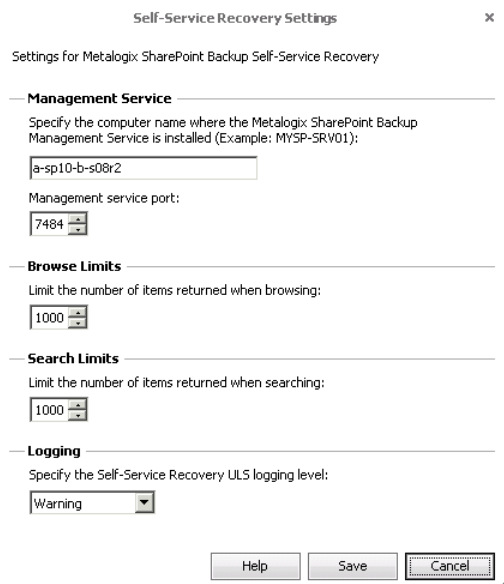 Self-Service Recovery Settings
x
Settings for Metalogix SharePoint Backup Self-Service Recovery
Management Service
Specify the computer name where the Metalogix SharePoint Backup
Management Service is installed (Example: MYSP-SRV01):
a-sp10-b-s08r2
Management service port:
7484
Browse Limits
Limit the number of items returned when browsing:
1000
Search Limits
Limit the number of items returned when searching:
1000
Logging
Specify the Self-Service Recovery ULS logging level:
Warning
Help Save Cancel